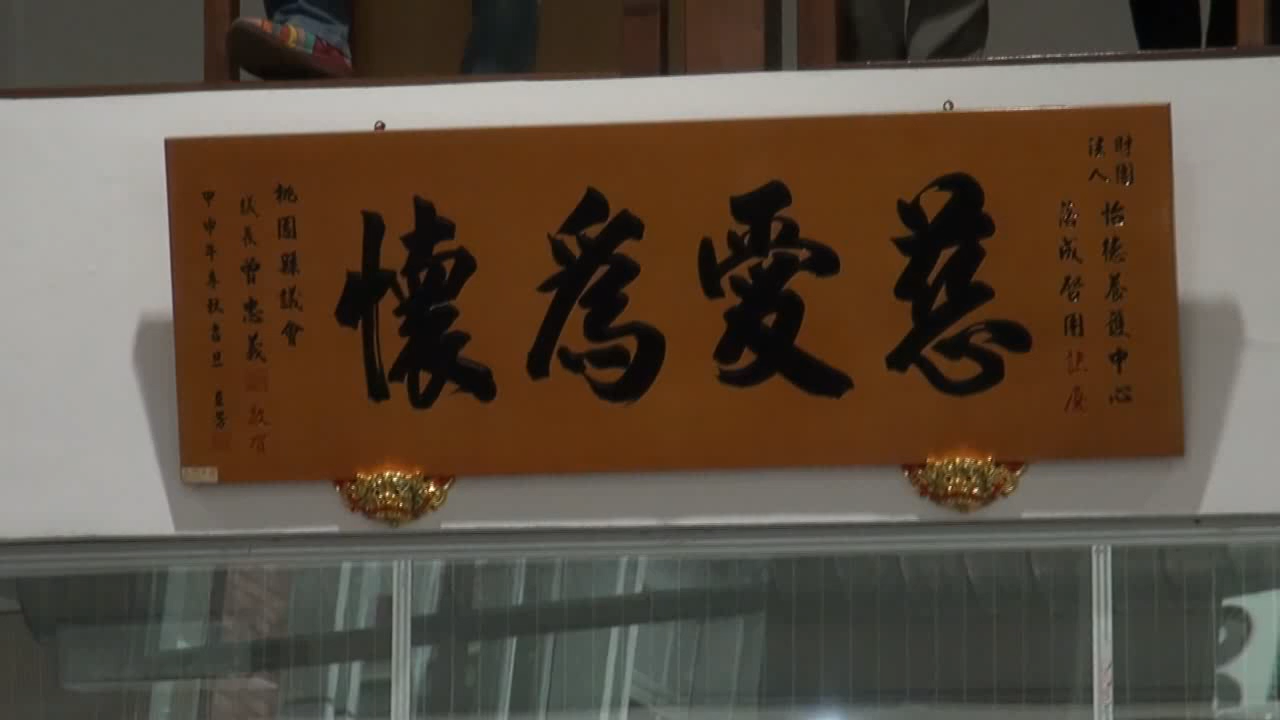 財團
法人
怡德養護中心
落成啓用誌慶
慈愛為懷
桃園縣議會
議長曾忠義
敬賀
甲申年季秋吉旦